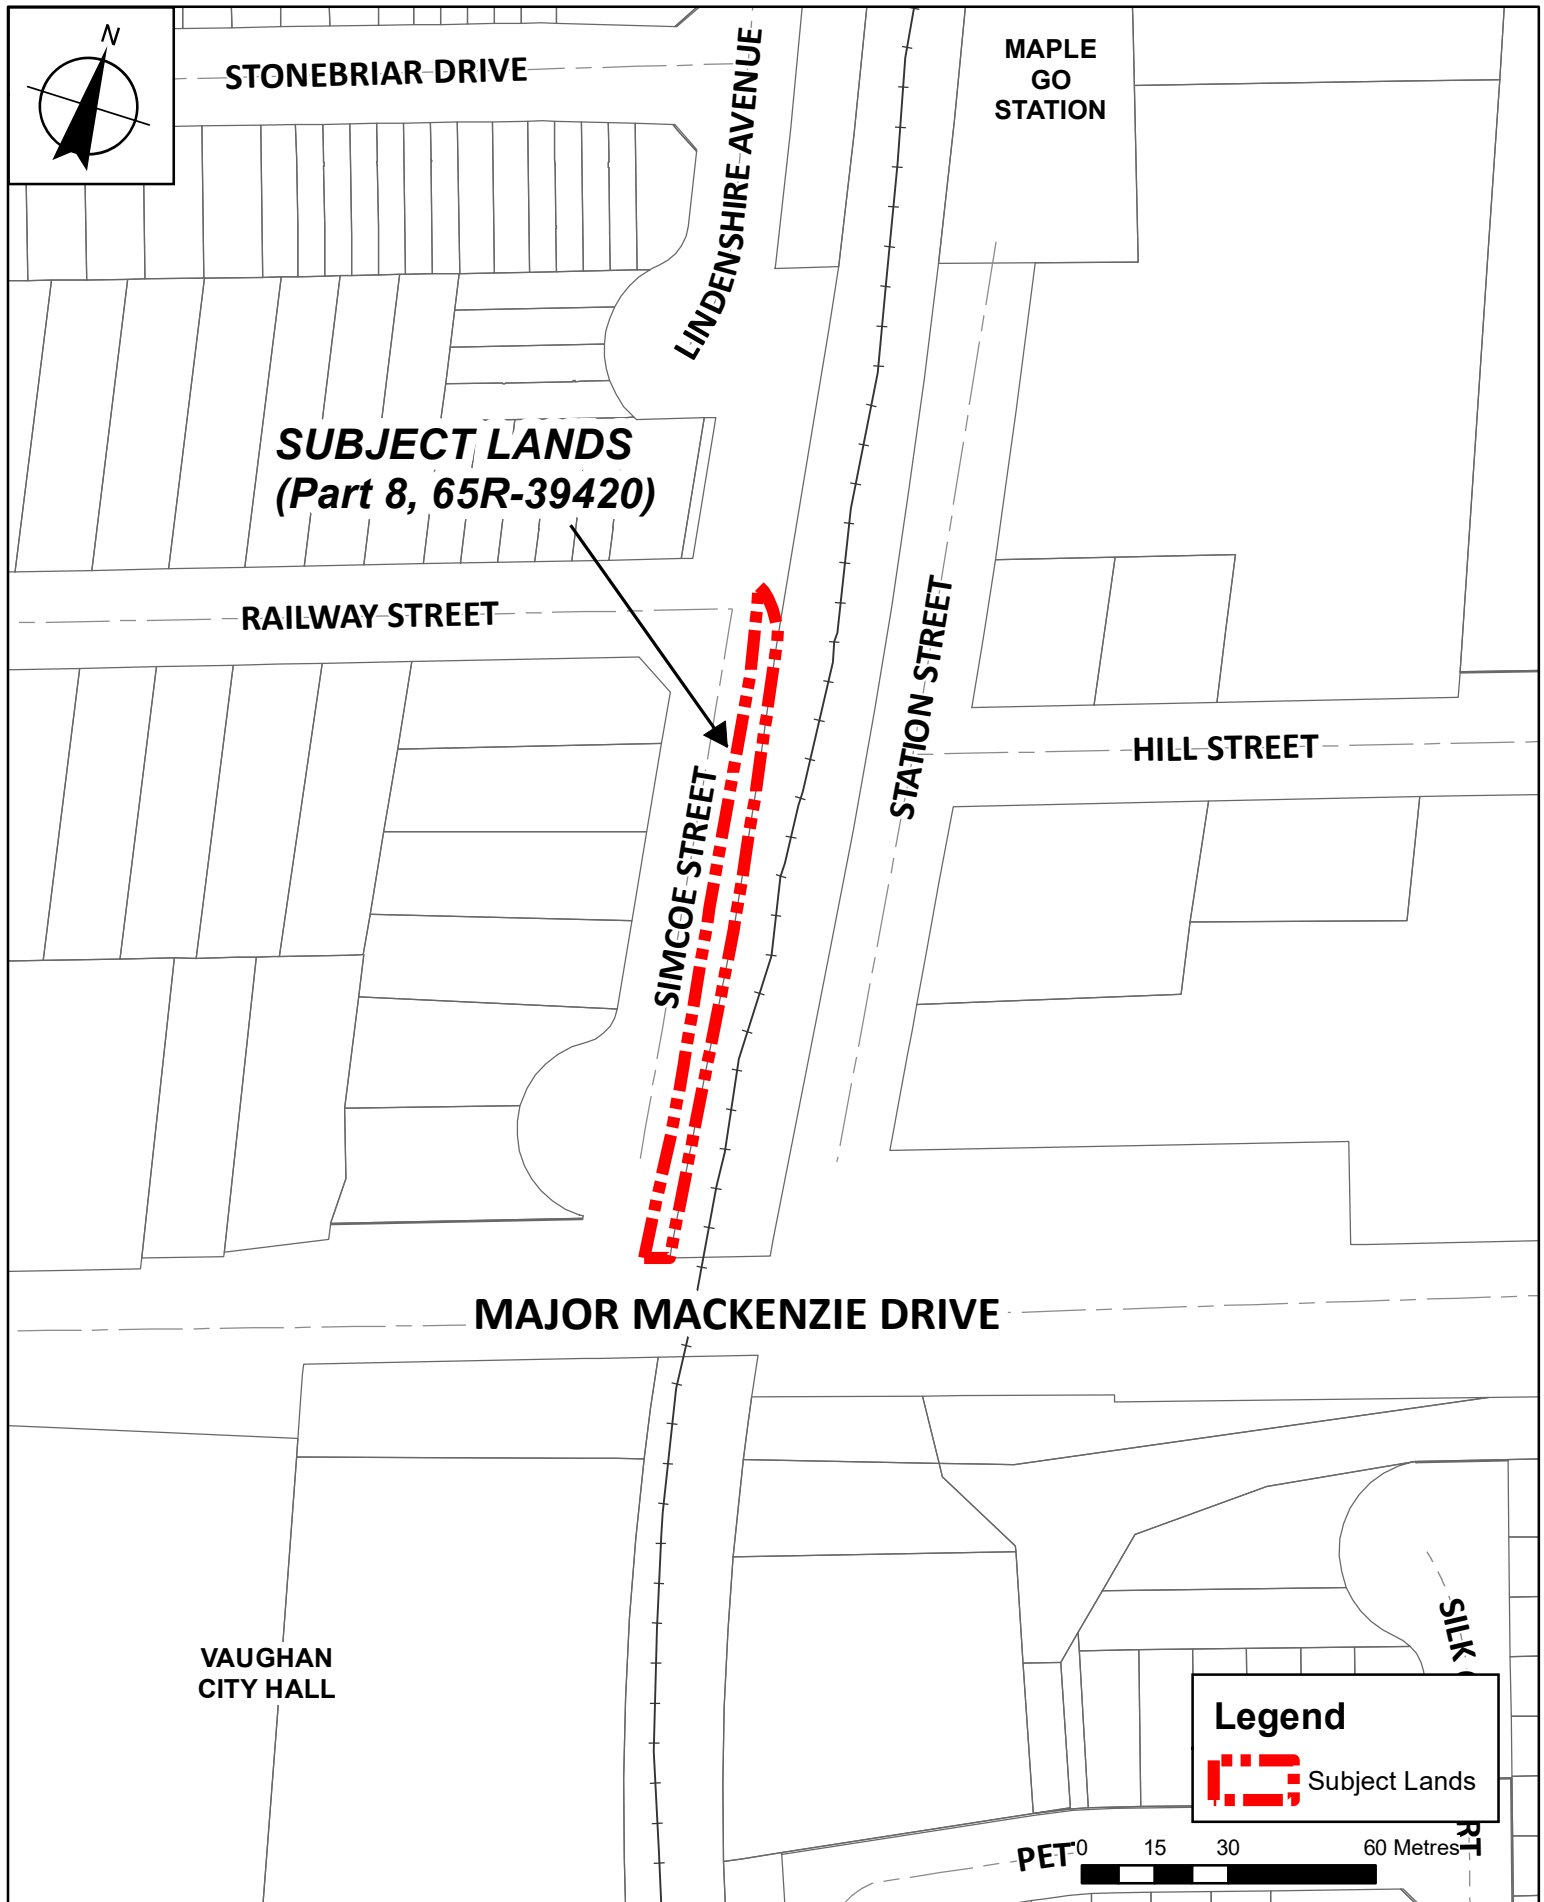 N
STONEBRIAR DRIVE
LINDENSHIRE AVENUE
MAPLE
GO
STATION
SUBJECT LANDS
(Part 8, 65R-39420)
RAILWAY STREET
STATION STREET
HILL STREET
SIMCOE STREET
MAJOR MACKENZIE DRIVE
VAUGHAN
CITY HALL
SILK
RT
Legend
Subject Lands
PET
0 15 30 60 Metres